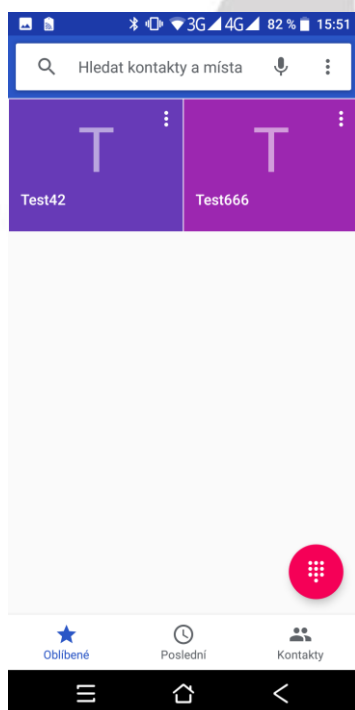 3G 4G 82 % 15:51
Hledat kontakty a místa
T T
Test42 Test666
Oblíbené Poslední Kontakty